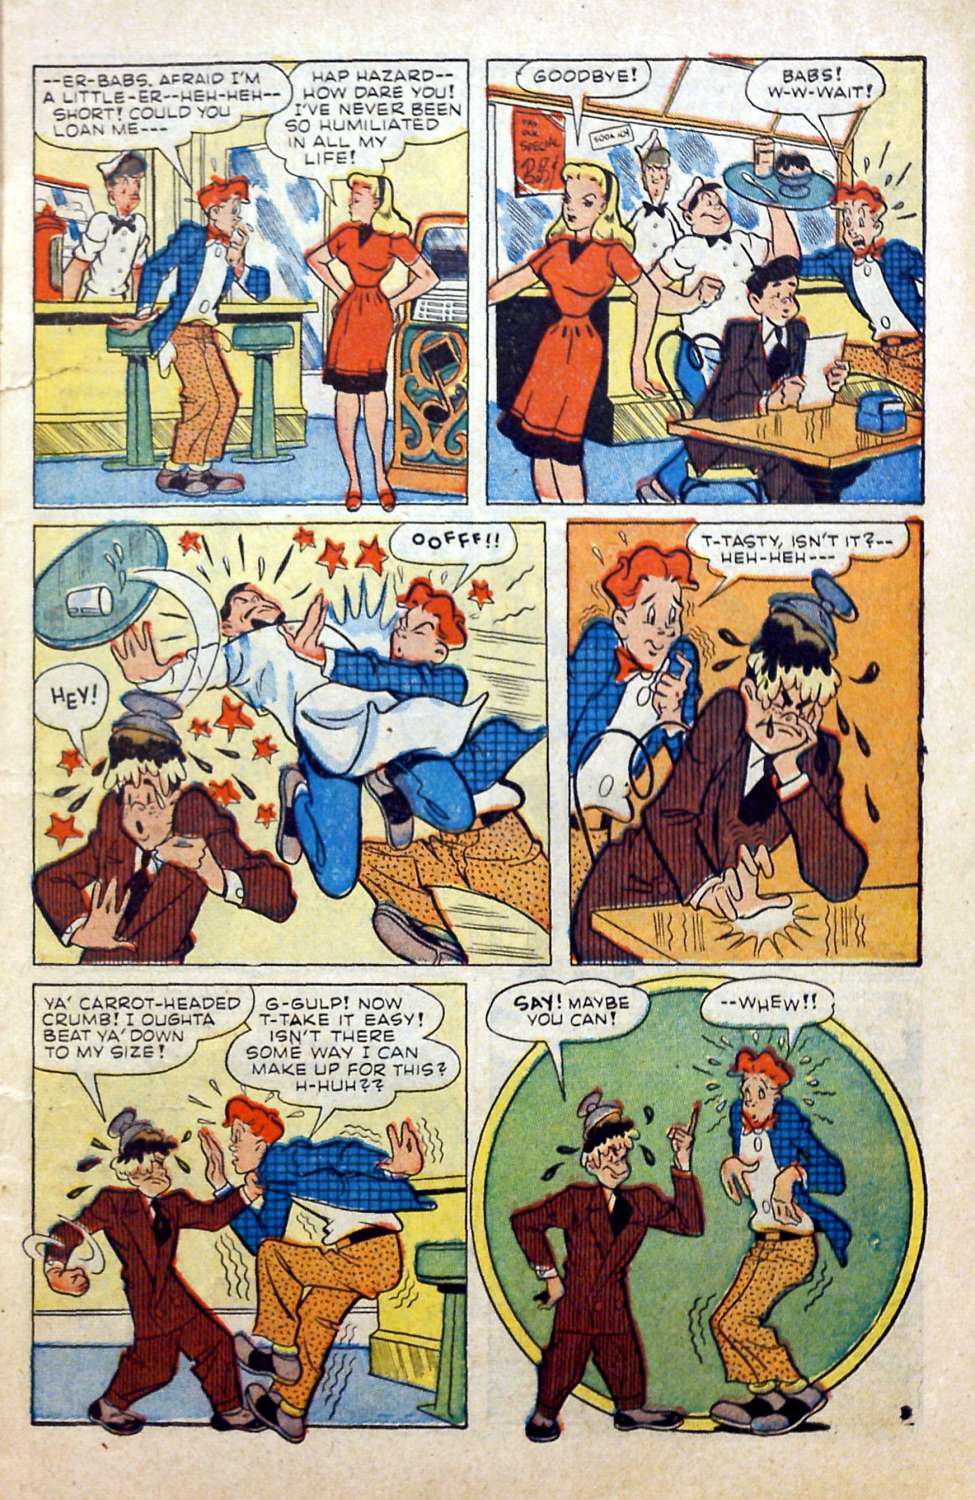 --ER-BABS, AFRAID I'M
A LITTLE-ER--HEH-HEH--
SHORT! COULD YOU
LOAN ME---
HAP HAZARD--
HOW DARE YOU!
I'VE NEVER BEEN
SO HUMILIATED
IN ALL MY
LIFE!
GOODBYE!
BABS!
W-W-WAIT!
TRY
OUR
SPECIAL
SODA 10¢
HEY!
OOFFF!!
T-TASTY, ISN'T IT?--
HEH-HEH---
YA' CARROT-HEADED
CRUMB! I OUGHTA
BEAT YA' DOWN
TO MY SIZE!
G-GULP! NOW
T-TAKE IT EASY!
ISN'T THERE
SOME WAY I CAN
MAKE UP FOR THIS?
H-HUH??
SAY! MAYBE
YOU CAN!
--WHEW!!